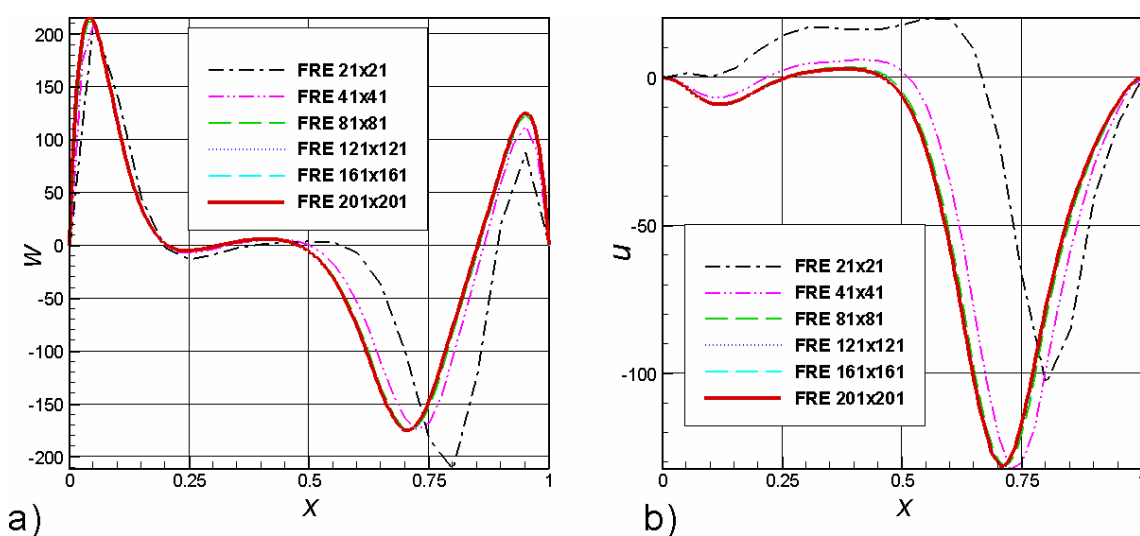 200
150
100
50
0
-50
-100
-150
-200
W
FRE 21x21
FRE 41x41
FRE 81x81
FRE 121x121
FRE 161x161
FRE 201x201
0
0.25
0.5
0.75
1
X
a)
0
-50
-100
u
FRE 21x21
FRE 41x41
FRE 81x81
FRE 121x121
FRE 161x161
FRE 201x201
0
0.25
0.5
0.75
1
X
b)